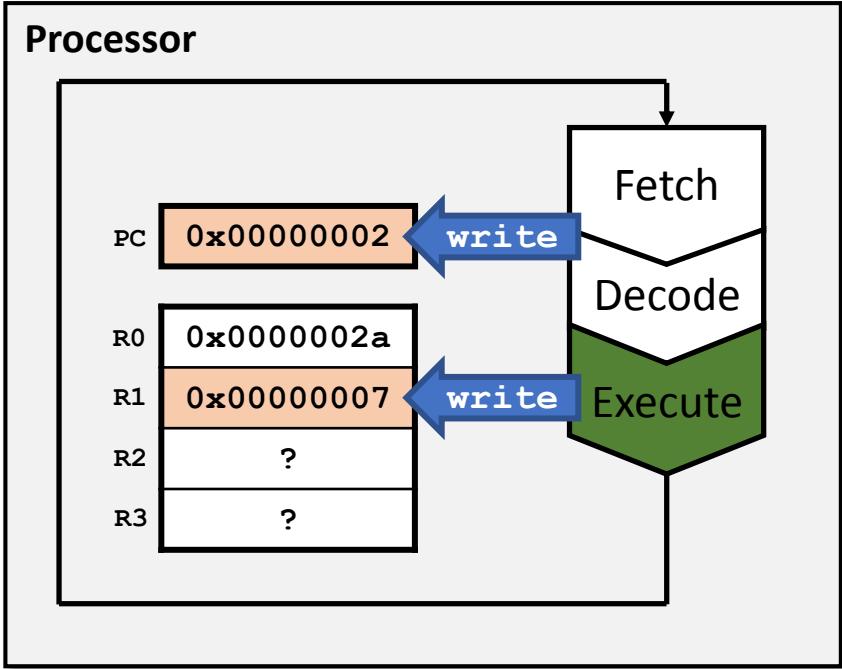 Processor
Fetch
PC 0x00000002 write
Decode
R0 0x0000002a
R1 0x00000007 write Execute
R2 ?
R3 ?